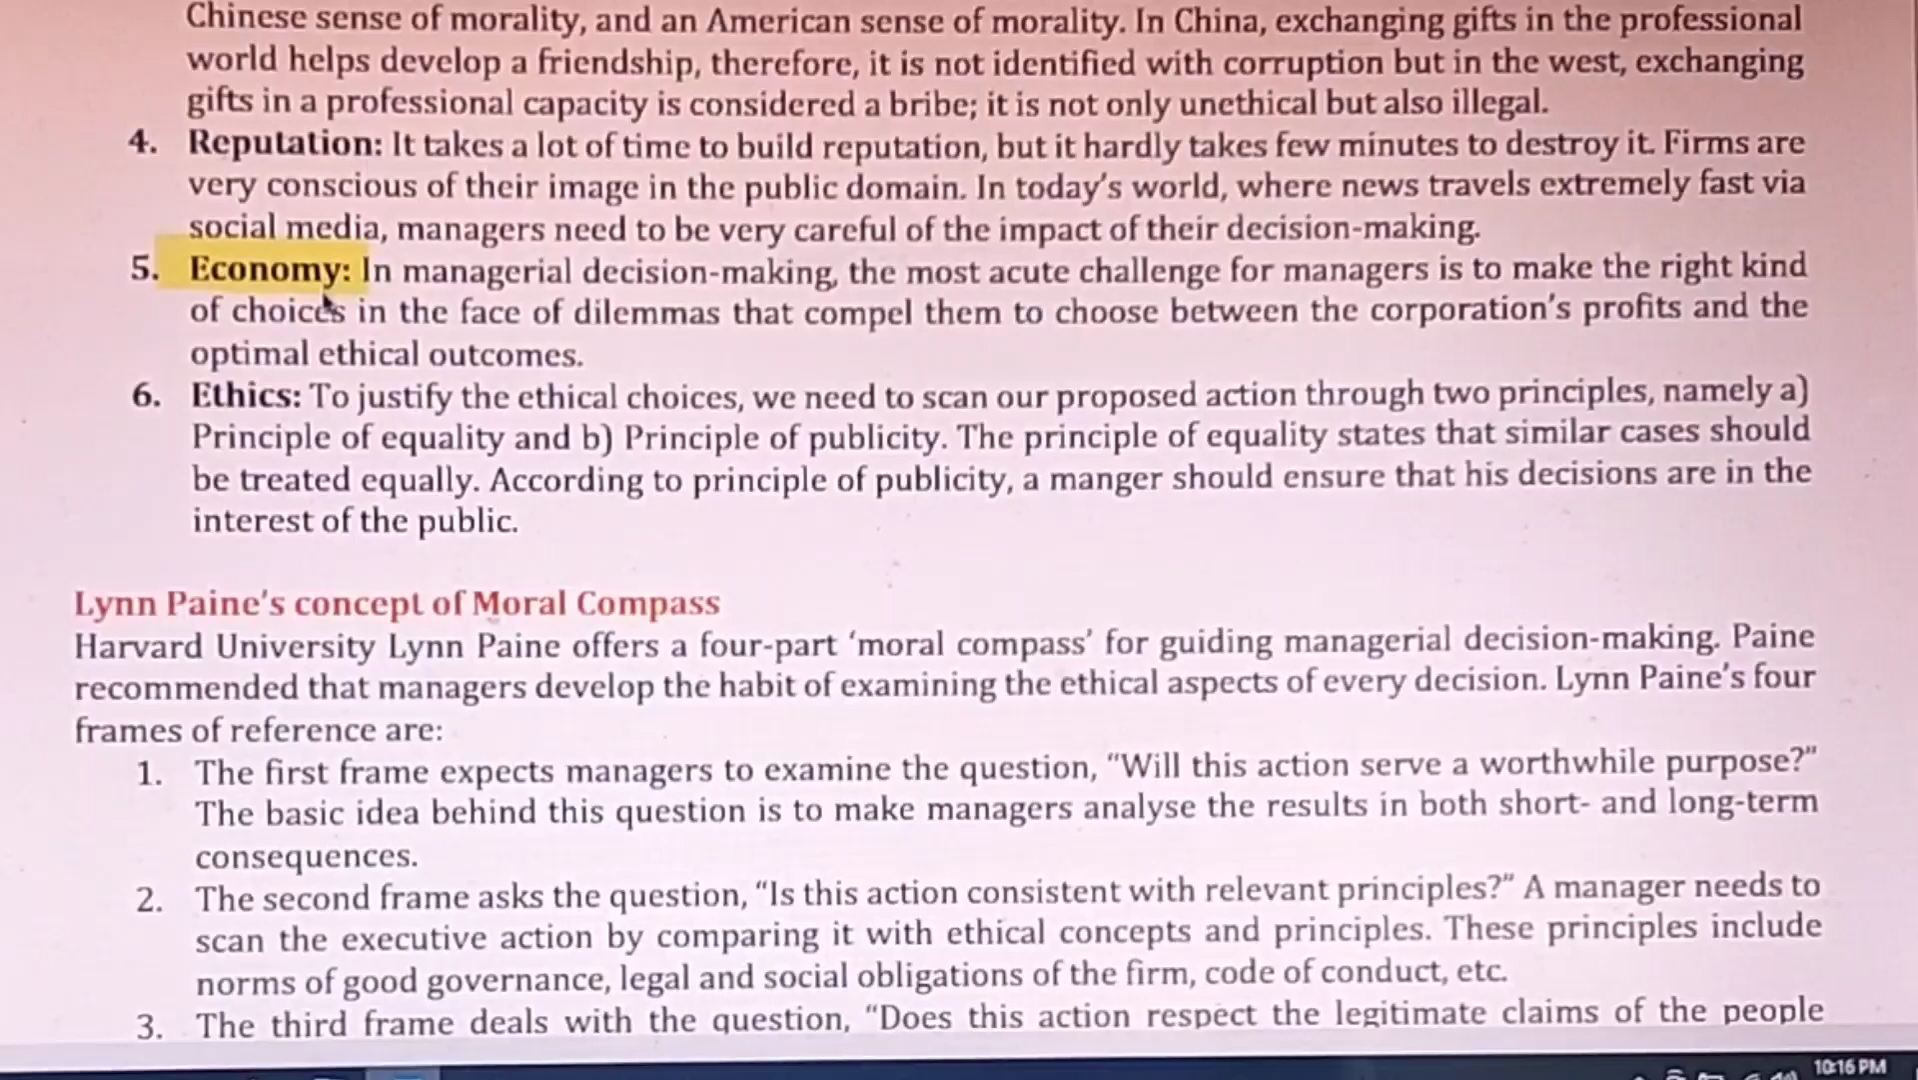 Chinese sense of morality, and an American sense of morality. In China, exchanging gifts in the professional
world helps develop a friendship, therefore, it is not identified with corruption but in the west, exchanging
gifts in a professional capacity is considered a bribe; it is not only unethical but also illegal.
4. Reputation: It takes a lot of time to build reputation, but it hardly takes few minutes to destroy it. Firms are
very conscious of their image in the public domain. In today's world, where news travels extremely fast via
social media, managers need to be very careful of the impact of their decision-making.
5. Economy: In managerial decision-making, the most acute challenge for managers is to make the right kind
of choices in the face of dilemmas that compel them to choose between the corporation's profits and the
optimal ethical outcomes.
6. Ethics: To justify the ethical choices, we need to scan our proposed action through two principles, namely a)
Principle of equality and b) Principle of publicity. The principle of equality states that similar cases should
be treated equally. According to principle of publicity, a manger should ensure that his decisions are in the
interest of the public.
Lynn Paine's concept of Moral Compass
Harvard University Lynn Paine offers a four-part 'moral compass' for guiding managerial decision-making. Paine
recommended that managers develop the habit of examining the ethical aspects of every decision. Lynn Paine's four
frames of reference are:
1. The first frame expects managers to examine the question, "Will this action serve a worthwhile purpose?"
The basic idea behind this question is to make managers analyse the results in both short- and long-term
consequences.
2. The second frame asks the question, "Is this action consistent with relevant principles?" A manager needs to
scan the executive action by comparing it with ethical concepts and principles. These principles include
norms of good governance, legal and social obligations of the firm, code of conduct, etc.
3. The third frame deals with the question, "Does this action respect the legitimate claims of the people
10:16 PM